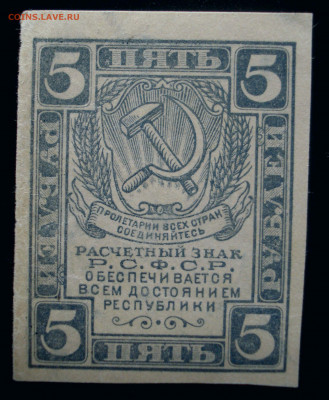 COINS.LAVE.RU
5 ПЯТЬ 5
ПРОЛЕТАРИИ ВСЕХ СТРАН
СОЕДИНЯЙТЕСЬ
РАСЧЕТНЫЙ ЗНАК
Р.С.Ф.С.Р.
ОБЕСПЕЧИВАЕТСЯ
ВСЕМ ДОСТОЯНИЕМ
РЕСПУБЛИКИ
РУБЛЕЙ
5 ПЯТЬ 5